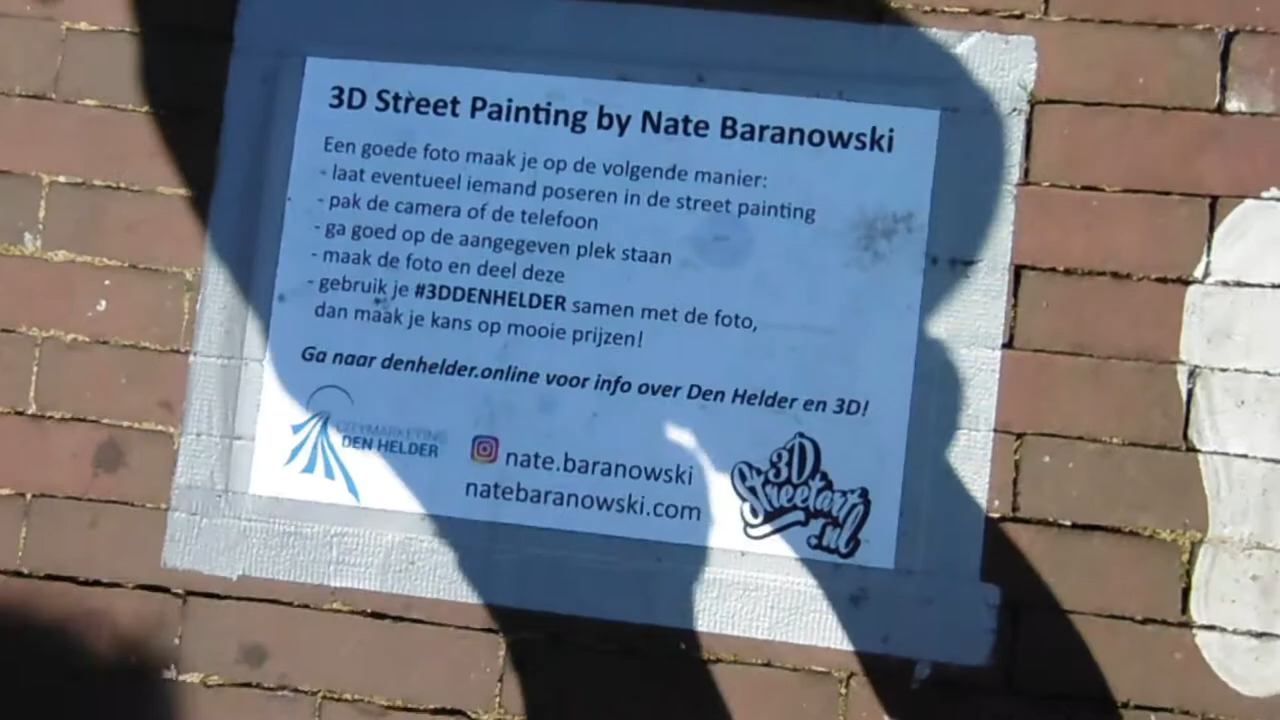 3D Street Painting by Nate Baranowski
Een goede foto maak je op de volgende manier:
- laat eventueel iemand poseren in de street painting
- pak de camera of de telefoon
- ga goed op de aangegeven plek staan
- maak de foto en deel deze
- gebruik je #3DDENHELDER samen met de foto,
dan maak je kans op mooie prijzen!
Ga naar denhelder.online voor info over Den Helder en 3D!
CITYMARKETING
DEN HELDER
nate.baranowski
natebaranowski.com
3D
Streetart
.nl